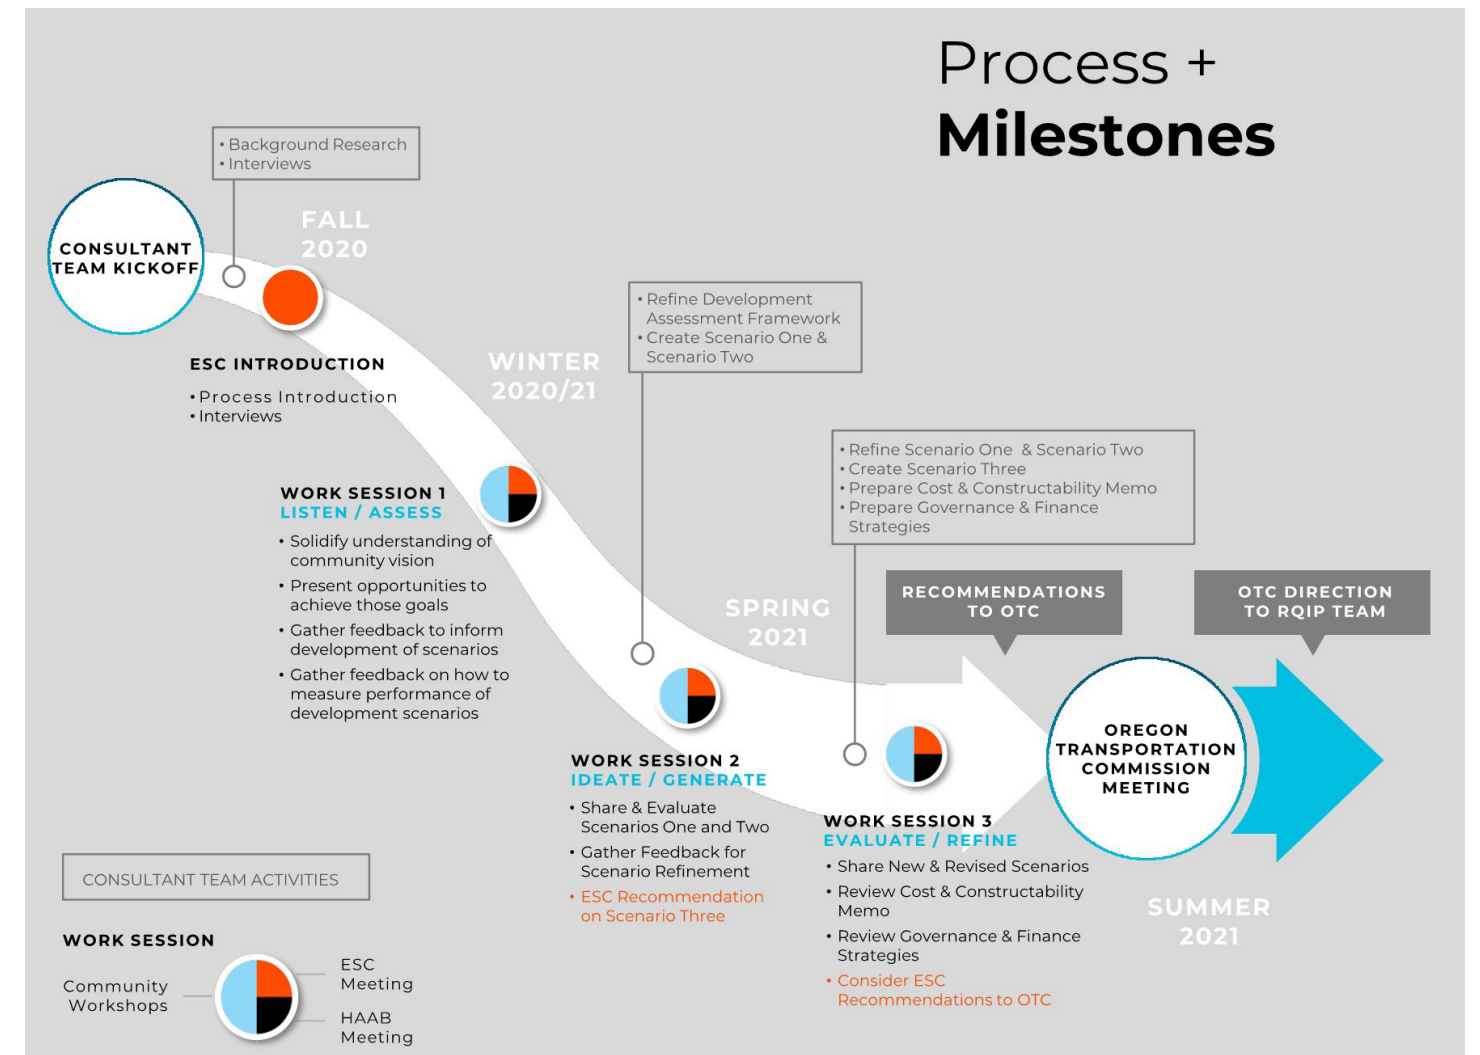 Process +
Milestones
• Background Research
• Interviews
CONSULTANT
TEAM KICKOFF
FALL
2020
ESC INTRODUCTION
• Process Introduction
• Interviews
WINTER
2020/21
• Refine Development
Assessment Framework
• Create Scenario One &
Scenario Two
WORK SESSION 1
LISTEN / ASSESS
• Solidify understanding of
community vision
• Present opportunities to
achieve those goals
• Gather feedback to inform
development of scenarios
• Gather feedback on how to
measure performance of
development scenarios
• Refine Scenario One & Scenario Two
• Create Scenario Three
• Prepare Cost & Constructability Memo
• Prepare Governance & Finance
Strategies
SPRING
2021
RECOMMENDATIONS
TO OTC
OTC DIRECTION
TO RQIP TEAM
OREGON
TRANSPORTATION
COMMISSION
MEETING
WORK SESSION 2
IDEATE / GENERATE
• Share & Evaluate
Scenarios One and Two
• Gather Feedback for
Scenario Refinement
• ESC Recommendation
on Scenario Three
WORK SESSION 3
EVALUATE / REFINE
• Share New & Revised Scenarios
• Review Cost & Constructability
Memo
• Review Governance & Finance
Strategies
• Consider ESC
Recommendations to OTC
SUMMER
2021
CONSULTANT TEAM ACTIVITIES
WORK SESSION
Community
Workshops
ESC
Meeting
HAAB
Meeting